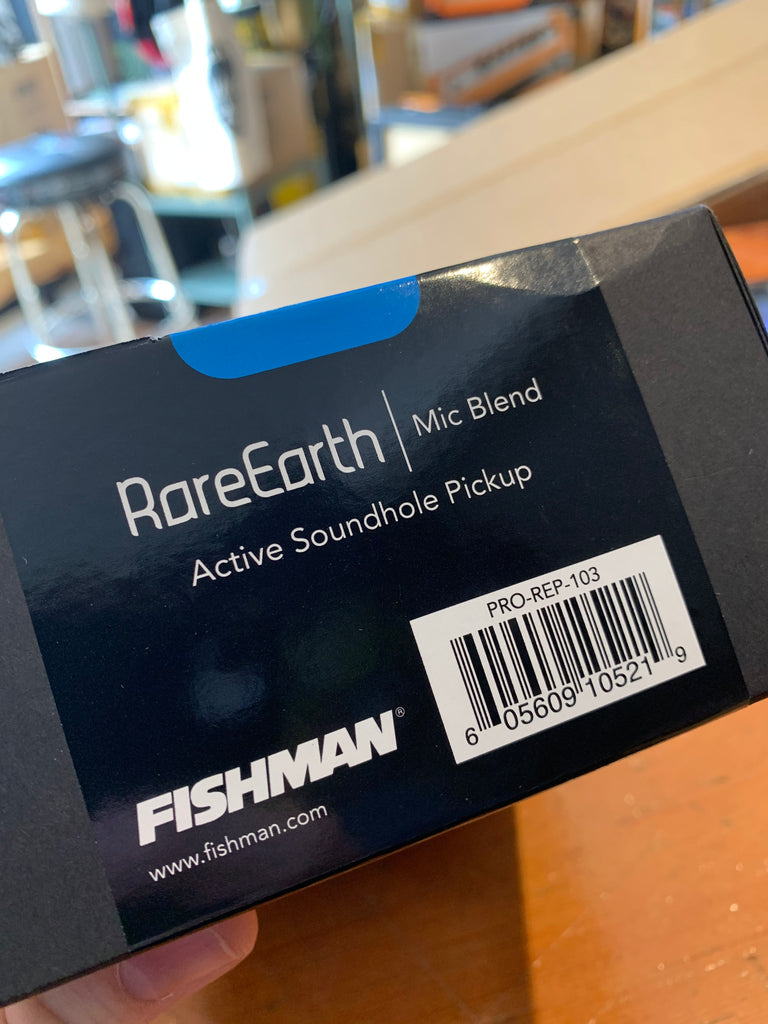 RareEarth | Mic Blend
Active Soundhole Pickup
PRO-REP-103
6 05609 10521 9
FISHMAN®
www.fishman.com